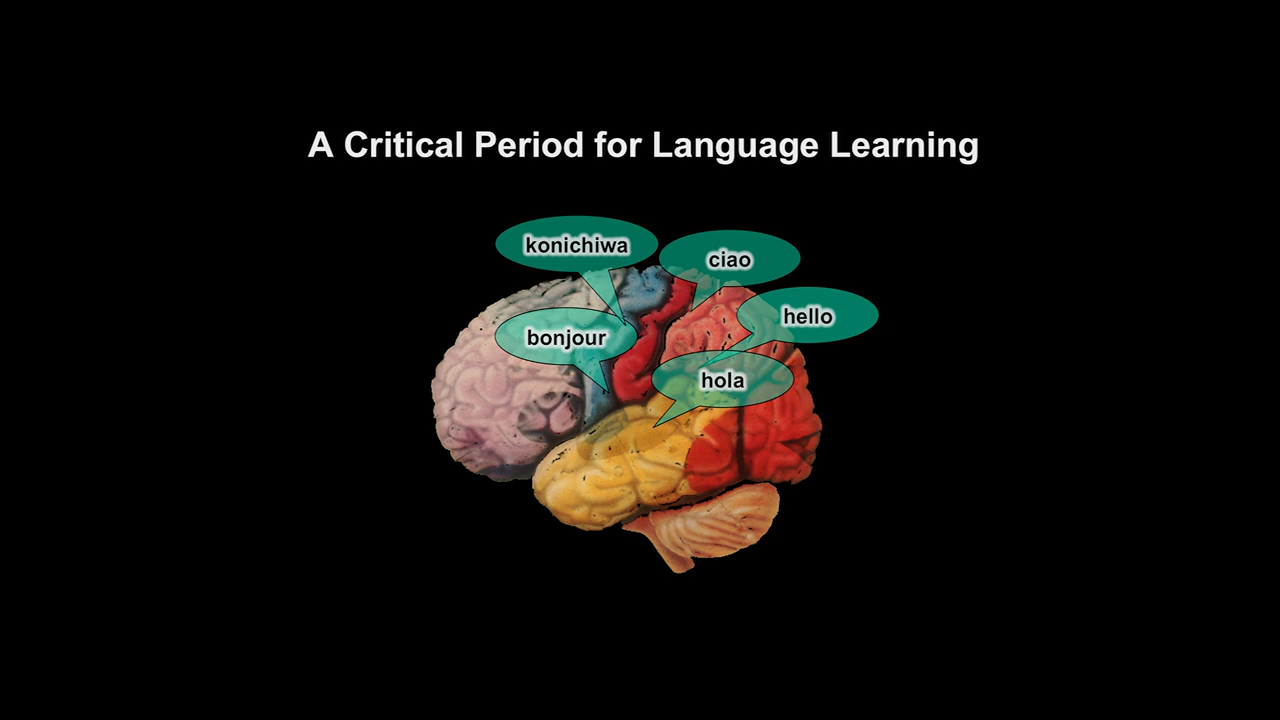 A Critical Period for Language Learning
konichiwa
ciao
hello
bonjour
hola